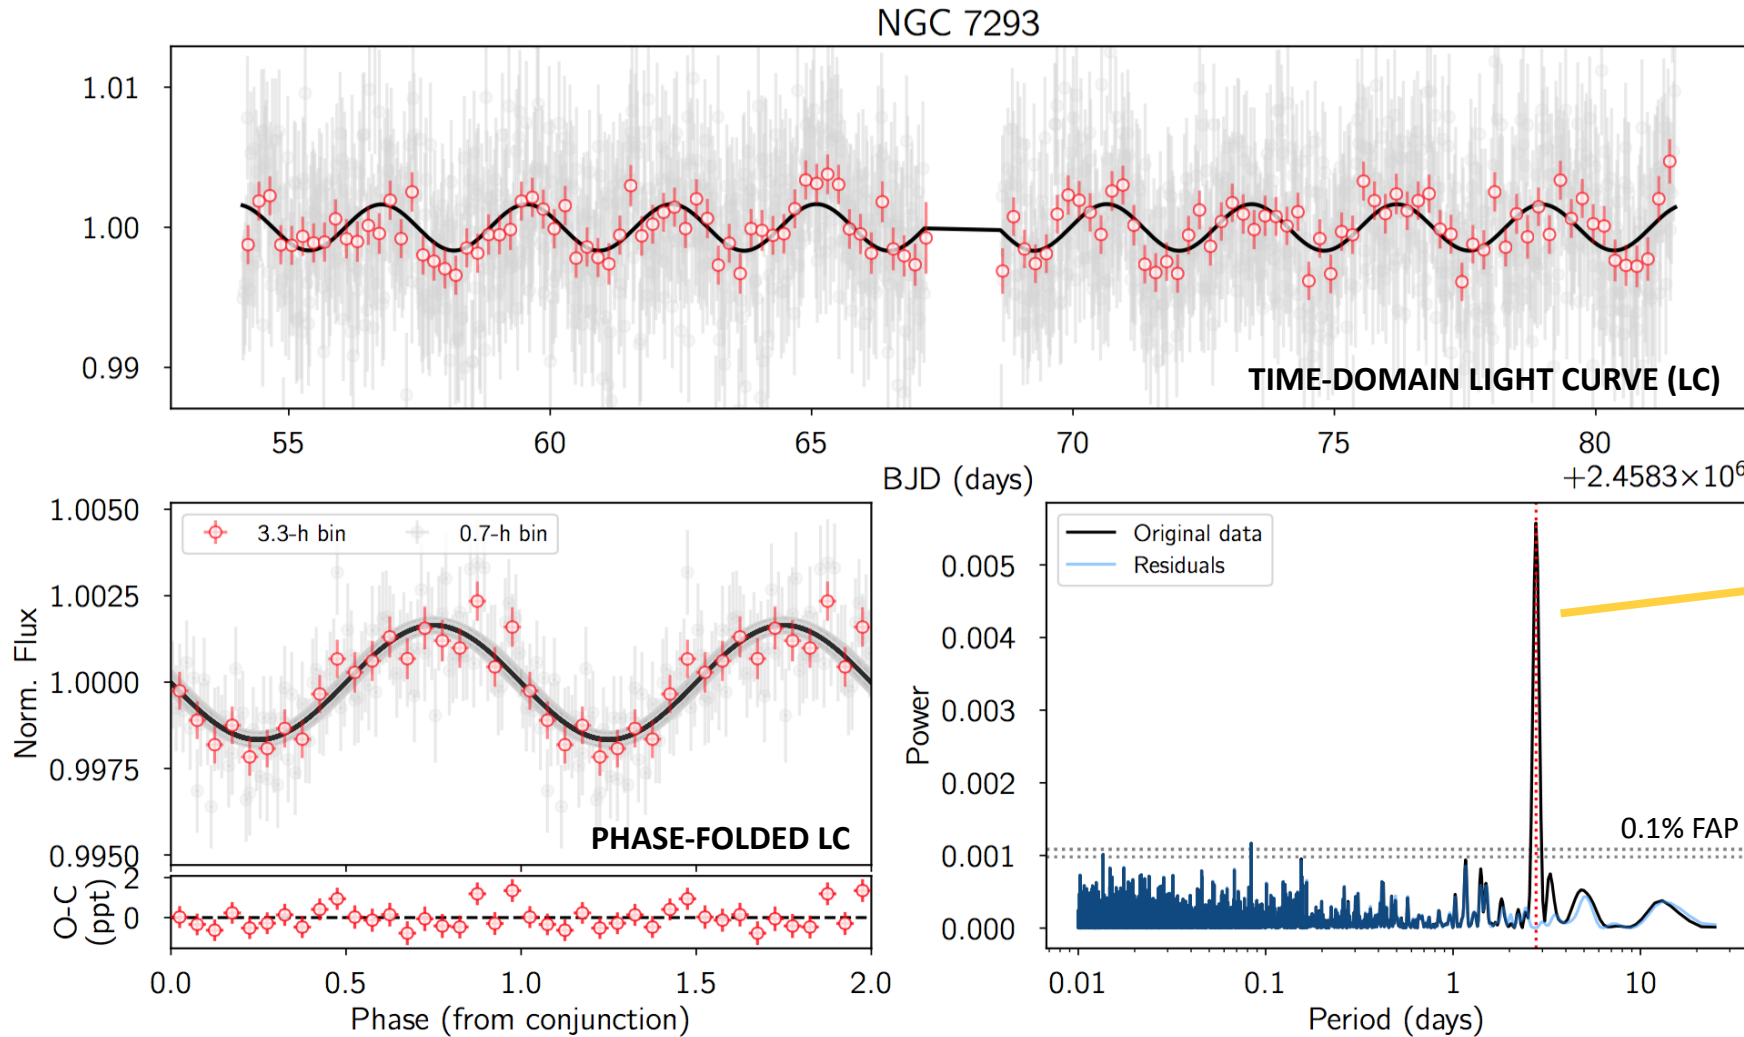 NGC 7293
1.01
1.00
0.99
TIME-DOMAIN LIGHT CURVE (LC)
55 60 65 70 75 80
BJD (days)
+2.4583×10⁶
1.0050
1.0025
1.0000
0.9975
0.9950
Norm. Flux
3.3-h bin 0.7-h bin
PHASE-FOLDED LC
2
0
O-C
(ppt)
0.0 0.5 1.0 1.5 2.0
Phase (from conjunction)
Original data
Residuals
0.005
0.004
0.003
0.002
0.001
0.000
Power
0.1% FAP
0.01 0.1 1 10
Period (days)